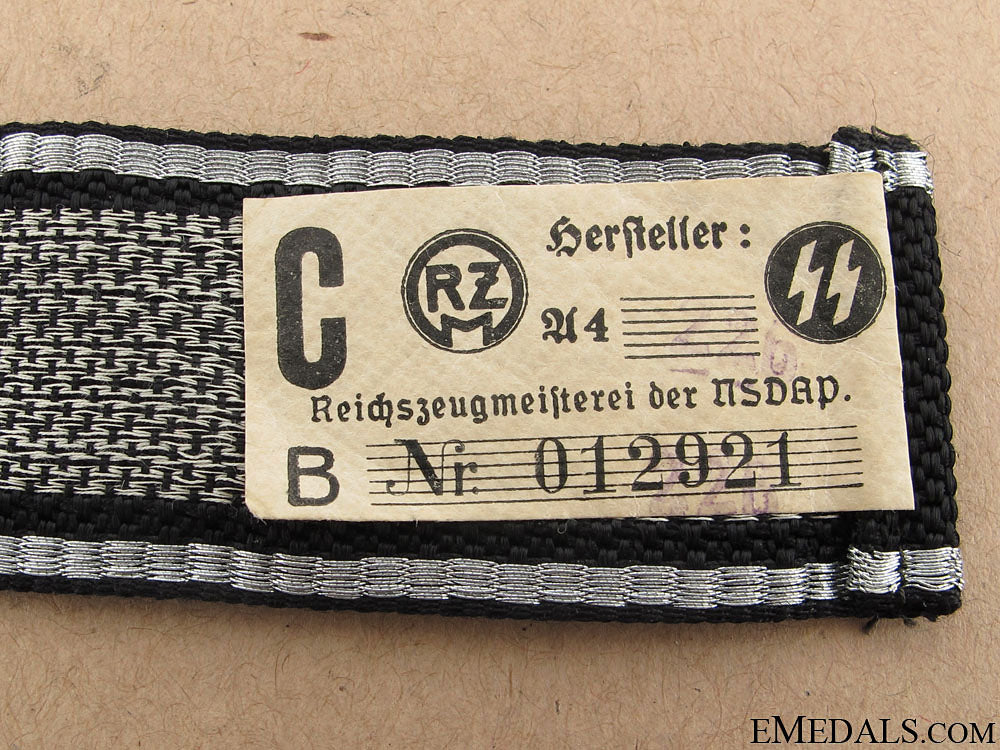 C
RZM
Hersteller:
A4
Reichszeugmeisterei der NSDAP.
B Nr. 012921
EMEDALS.COM